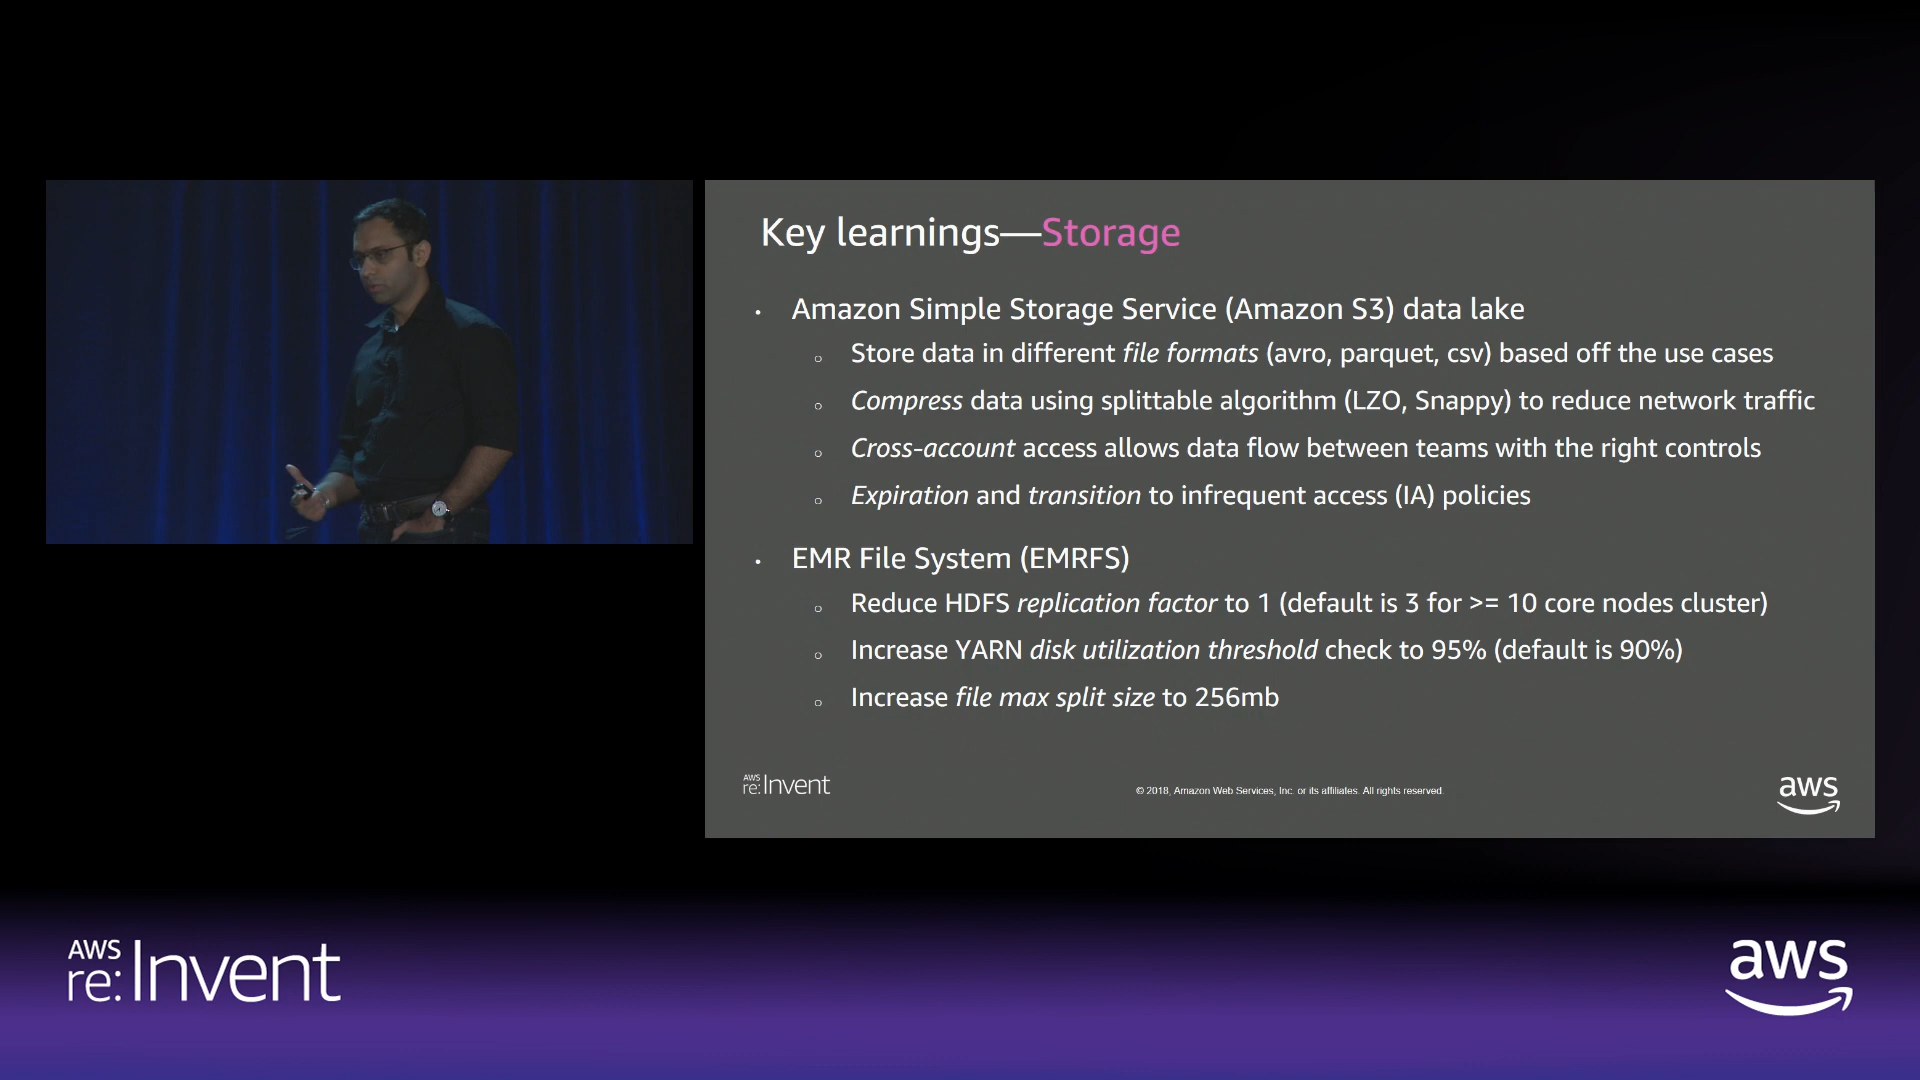 Key learnings—Storage
• Amazon Simple Storage Service (Amazon S3) data lake
○ Store data in different file formats (avro, parquet, csv) based off the use cases
○ Compress data using splittable algorithm (LZO, Snappy) to reduce network traffic
○ Cross-account access allows data flow between teams with the right controls
○ Expiration and transition to infrequent access (IA) policies
• EMR File System (EMRFS)
○ Reduce HDFS replication factor to 1 (default is 3 for >= 10 core nodes cluster)
○ Increase YARN disk utilization threshold check to 95% (default is 90%)
○ Increase file max split size to 256mb
AWS
re:Invent
© 2018, Amazon Web Services, Inc. or its affiliates. All rights reserved.
aws
AWS
re:Invent
aws